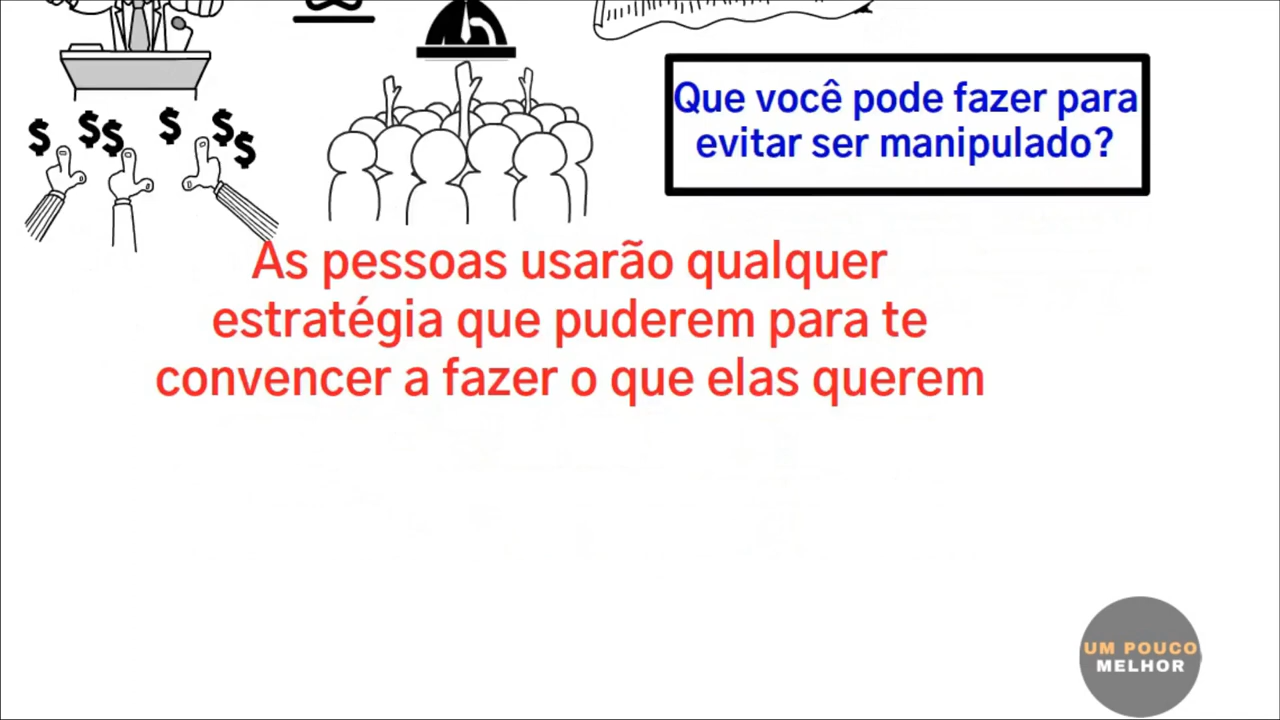 Que você pode fazer para
evitar ser manipulado?
$ $$ $ $$
As pessoas usarão qualquer
estratégia que puderem para te
convencer a fazer o que elas querem
UM POUCO
MELHOR